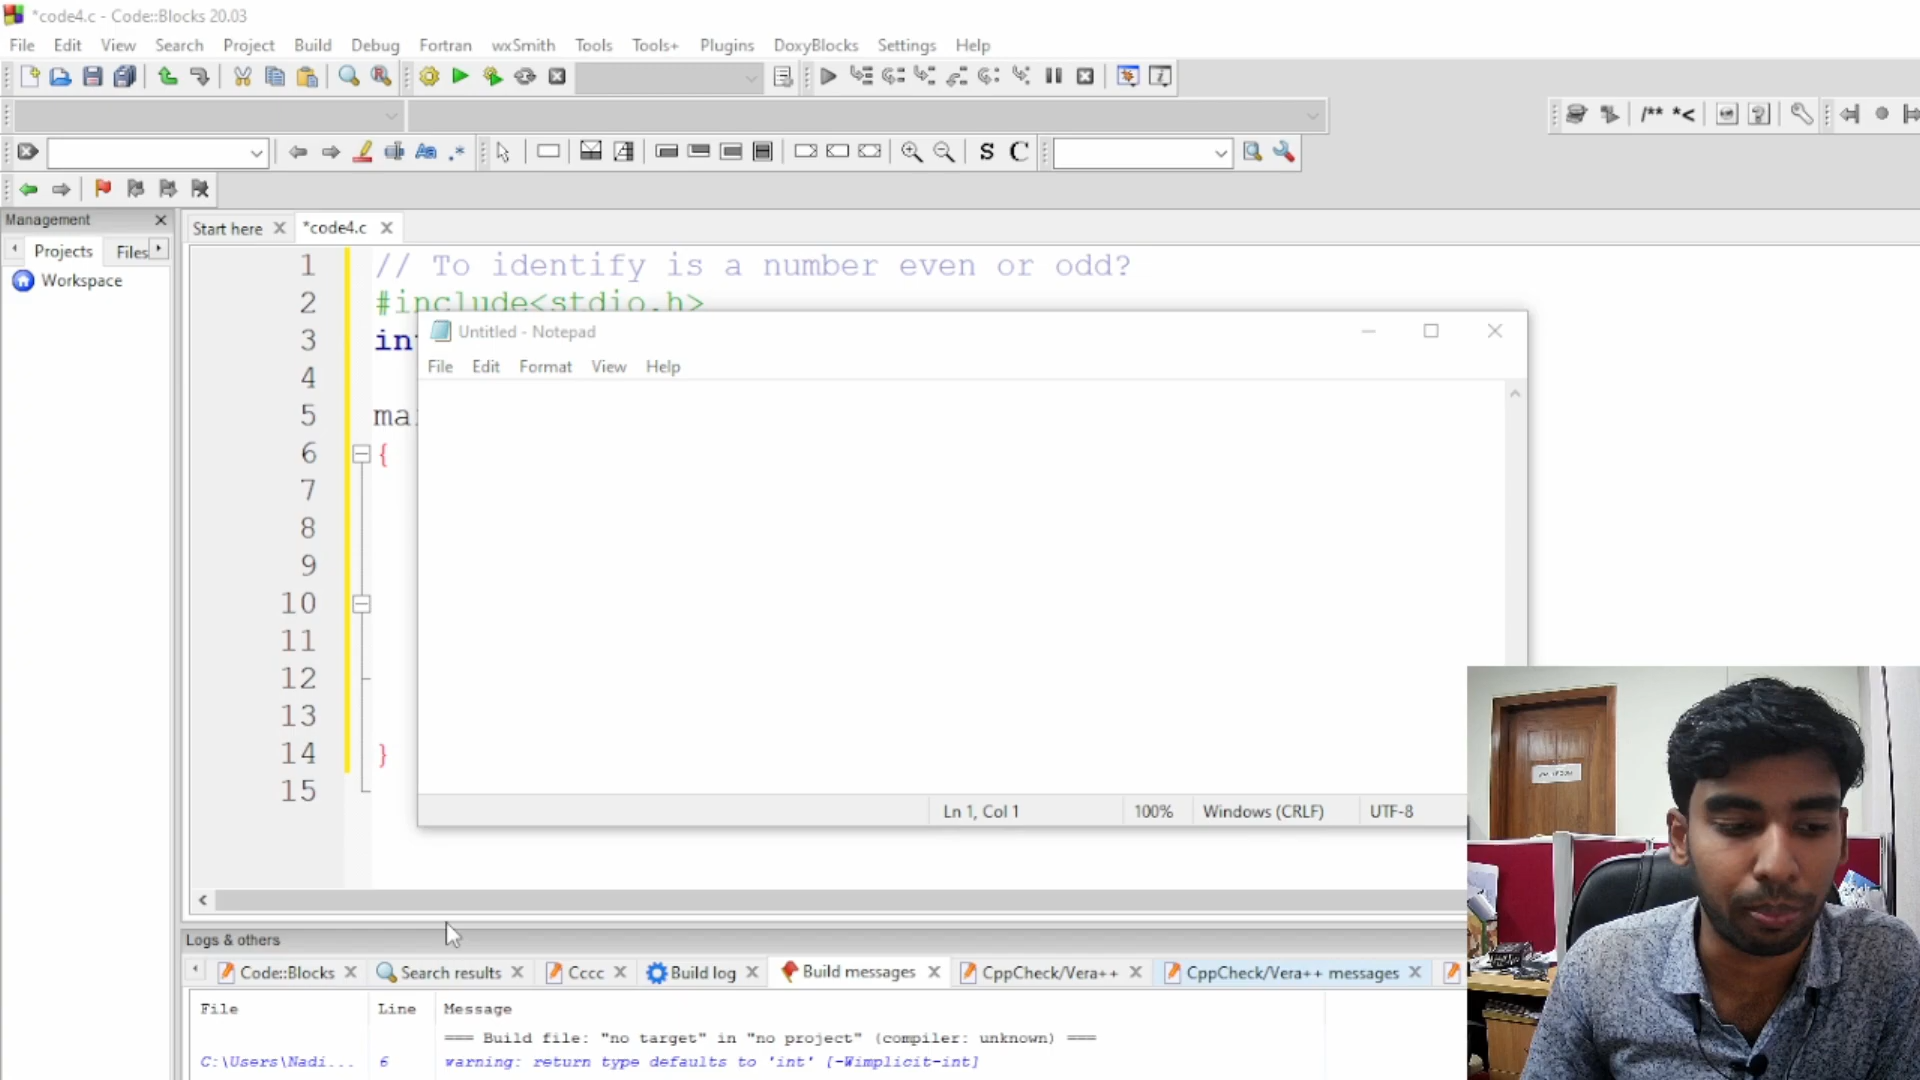 *code4.c - Code::Blocks 20.03
File Edit View Search Project Build Debug Fortran wxSmith Tools Tools+ Plugins DoxyBlocks Settings Help
/** *<
S C
Management
Projects Files
Workspace
Start here *code4.c
1 // To identify is a number even or odd?
2 #include<stdio.h>
3 int
4
5 mai
6 {
7
8
9
10
11
12
13
14 }
15
Untitled - Notepad
File Edit Format View Help
Ln 1, Col 1 100% Windows (CRLF) UTF-8
Logs & others
Code::Blocks Search results Cccc Build log Build messages CppCheck/Vera++ CppCheck/Vera++ messages
File Line Message
=== Build file: "no target" in "no project" (compiler: unknown) ===
C:\Users\Nadi... 6 warning: return type defaults to 'int' [-Wimplicit-int]